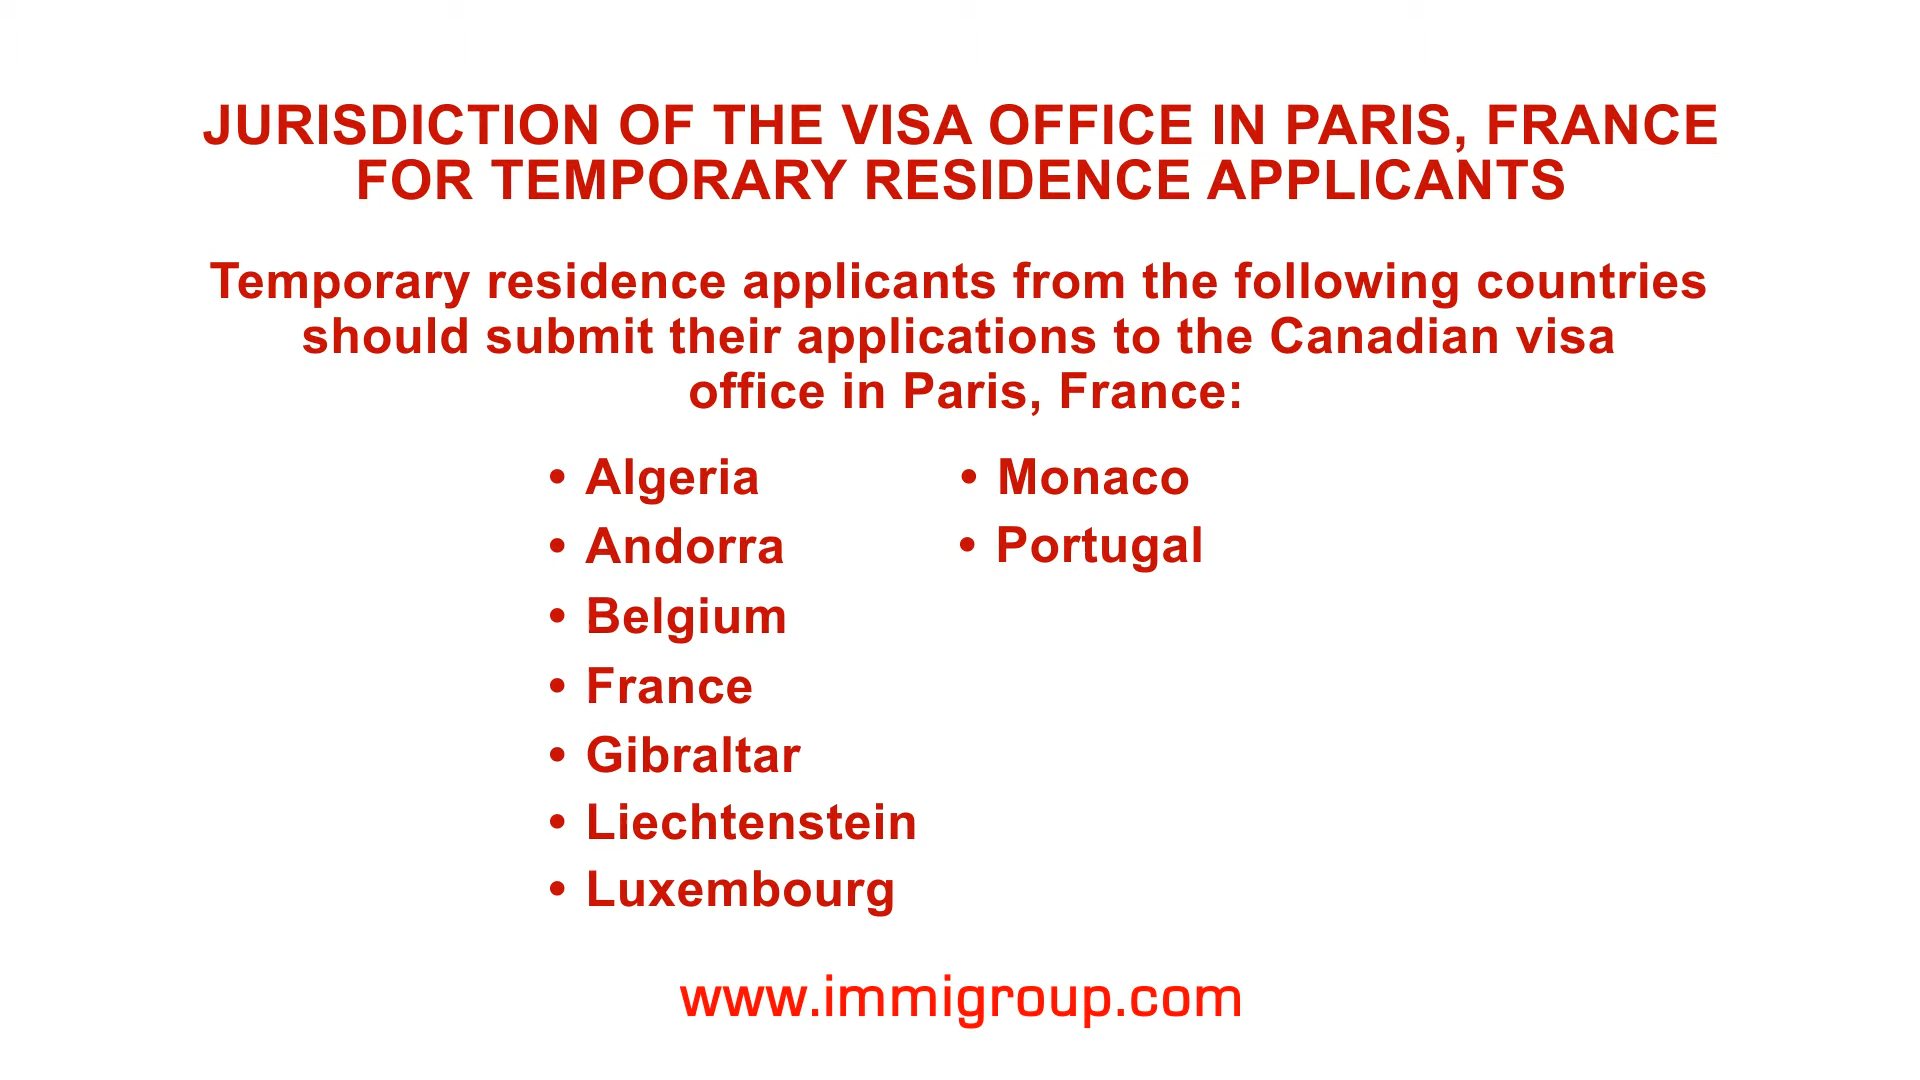 JURISDICTION OF THE VISA OFFICE IN PARIS, FRANCE
FOR TEMPORARY RESIDENCE APPLICANTS
Temporary residence applicants from the following countries
should submit their applications to the Canadian visa
office in Paris, France:
• Algeria
• Andorra
• Belgium
• France
• Gibraltar
• Liechtenstein
• Luxembourg
• Monaco
• Portugal
www.immigroup.com